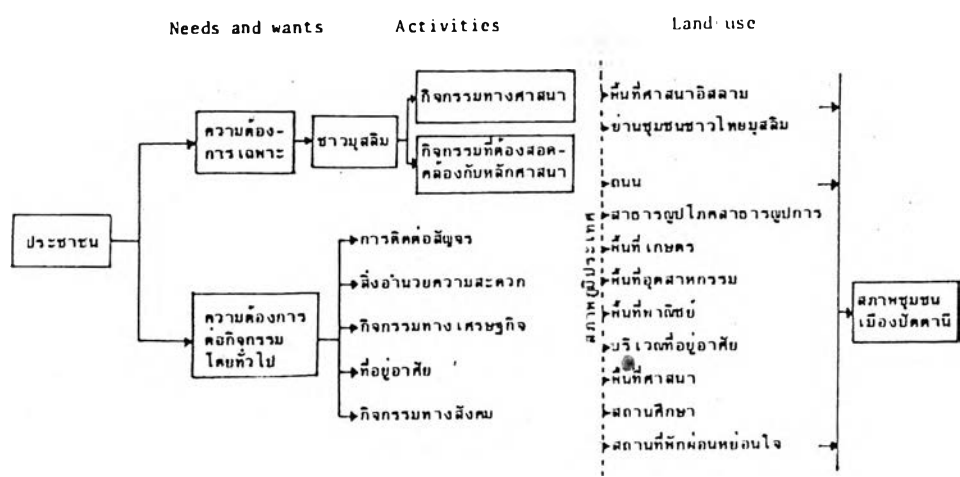 Needs and wants
Activities
Land use
ประชาชน
ความต้อง-
การเฉพาะ
ชาวมุสลิม
กิจกรรมทางศาสนา
กิจกรรมที่ต้องสอด-
คล้องกับหลักศาสนา
ความต้องการ
ต่อกิจกรรม
โดยทั่วไป
การติดต่อสัญจร
สิ่งอำนวยความสะดวก
กิจกรรมทางเศรษฐกิจ
ที่อยู่อาศัย
กิจกรรมทางสังคม
สภาพภูมิประเทศ
พื้นที่ศาสนาอิสลาม
ย่านชุมชนชาวไทยมุสลิม
ถนน
สาธารณูปโภคสาธารณูปการ
พื้นที่เกษตร
พื้นที่อุตสาหกรรม
พื้นที่พาณิชย์
บริเวณที่อยู่อาศัย
พื้นที่ศาสนา
สถานศึกษา
สถานที่พักผ่อนหย่อนใจ
สภาพชุมชน
เมืองปัตตานี